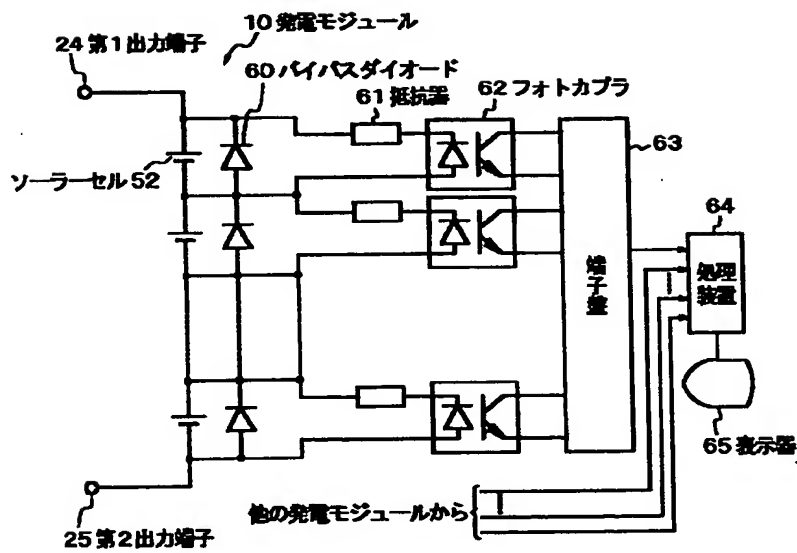 10 発電モジュール
24 第1出力端子
60 バイパスダイオード
61 抵抗器
62 フォトカプラ
63
ソーラーセル 52
64
端子盤
処理
装置
65 表示器
他の発電モジュールから
25 第2出力端子